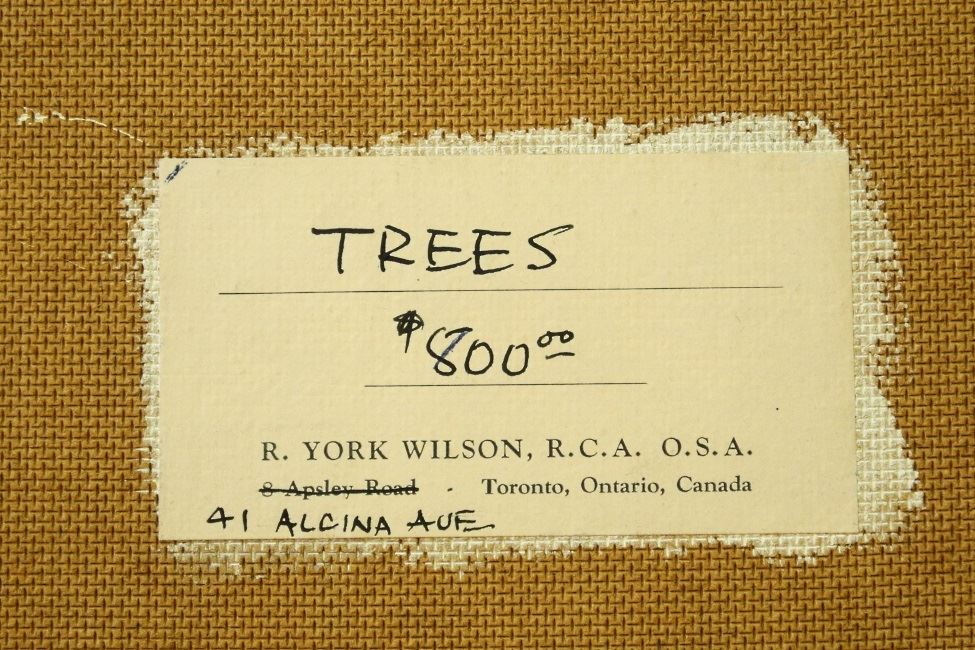 TREES
$800.00
R. YORK WILSON, R.C.A. O.S.A.
8 Apsley Road - Toronto, Ontario, Canada
41 ALCINA AVE